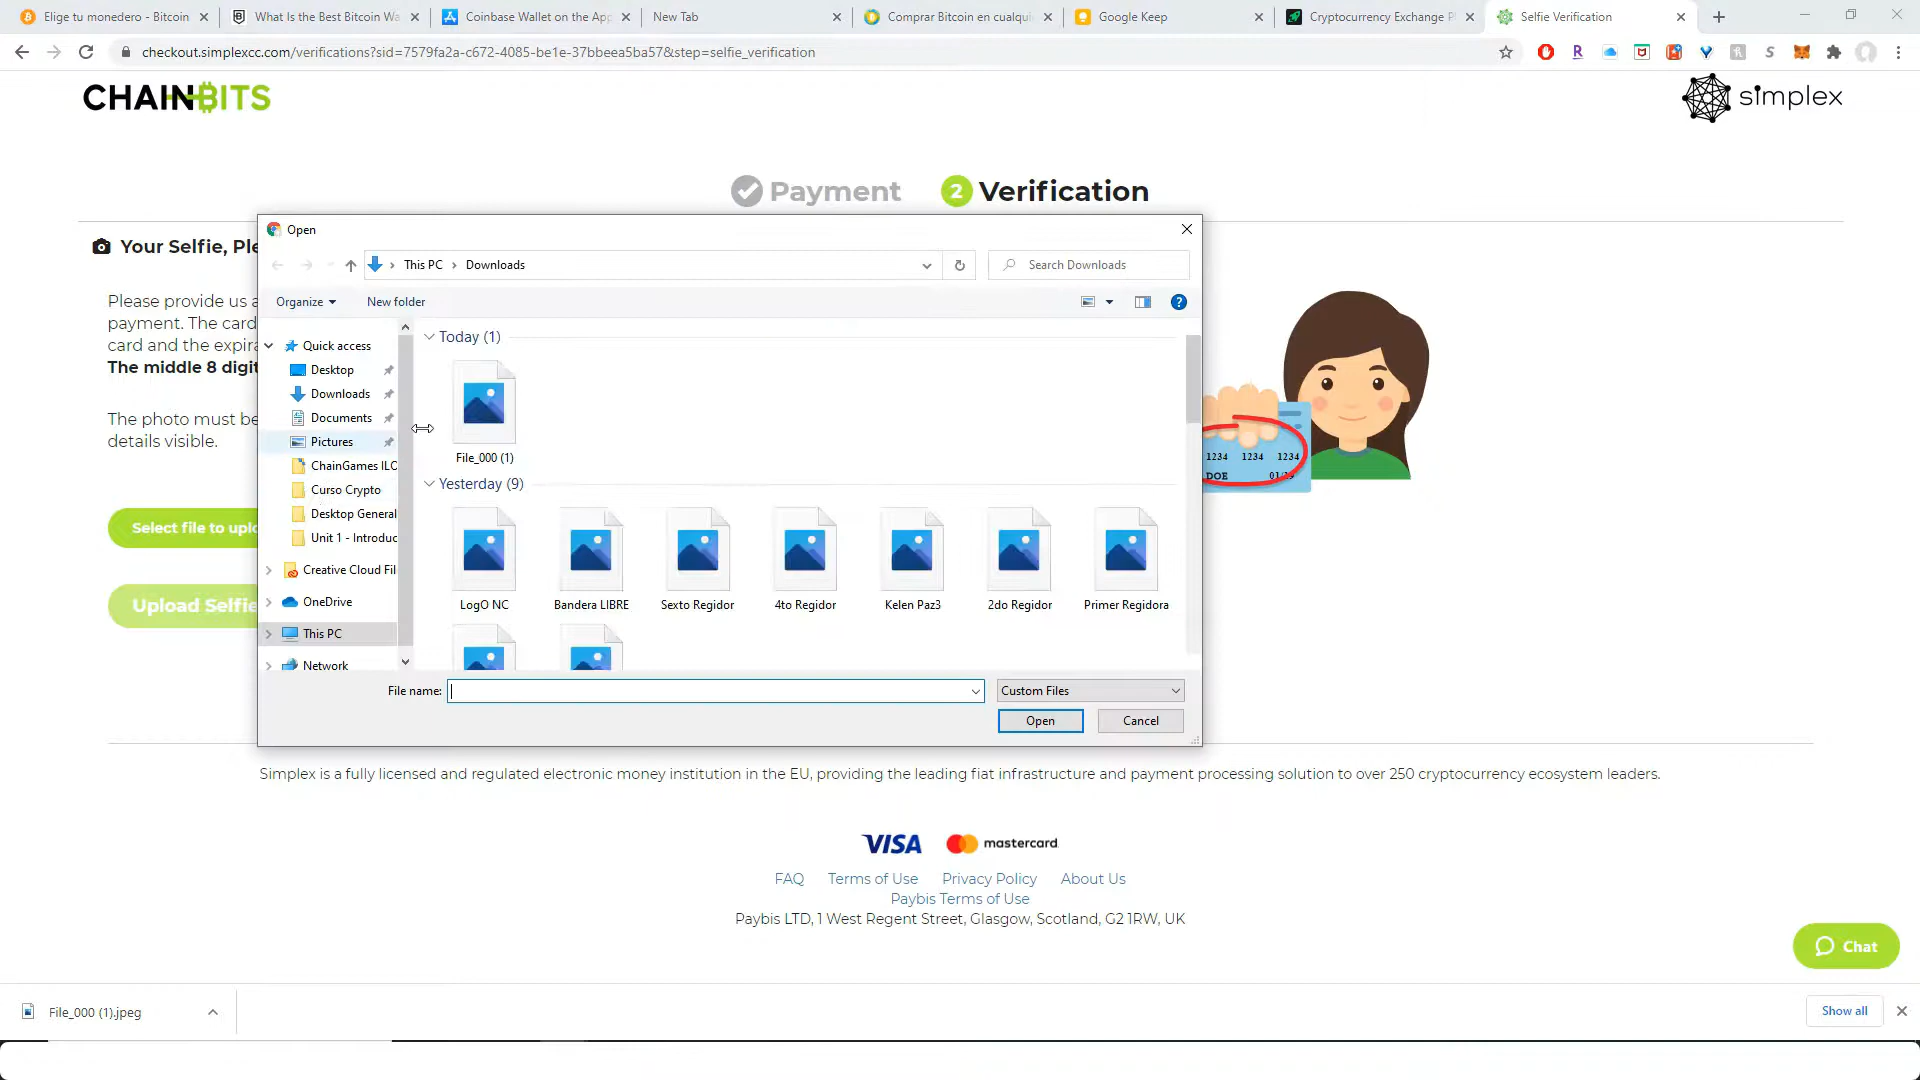 Elige tu monedero - Bitcoin
What Is the Best Bitcoin Wa
Coinbase Wallet on the App
New Tab
Comprar Bitcoin en cualqui
Google Keep
Cryptocurrency Exchange P
Selfie Verification
checkout.simplexcc.com/verifications?sid=7579fa2a-c672-4085-be1e-37bbeea5ba57&step=selfie_verification
CHAINBITS
simplex
Payment
2 Verification
Your Selfie, Ple
Please provide us a
payment. The card
card and the expira
The middle 8 digit
The photo must be
details visible.
Select file to uplo
Upload Selfie
Open
This PC
Downloads
Search Downloads
Organize
New folder
Quick access
Desktop
Downloads
Documents
Pictures
ChainGames ILO
Curso Crypto
Desktop General
Unit 1 - Introduc
Creative Cloud Fil
OneDrive
This PC
Network
Today (1)
File_000 (1)
Yesterday (9)
LogO NC
Bandera LIBRE
Sexto Regidor
4to Regidor
Kelen Paz3
2do Regidor
Primer Regidora
File name:
Custom Files
Open
Cancel
1234 1234 1234
DOE
Simplex is a fully licensed and regulated electronic money institution in the EU, providing the leading fiat infrastructure and payment processing solution to over 250 cryptocurrency ecosystem leaders.
VISA
mastercard
FAQ
Terms of Use
Privacy Policy
About Us
Paybis Terms of Use
Paybis LTD, 1 West Regent Street, Glasgow, Scotland, G2 1RW, UK
Chat
File_000 (1).jpeg
Show all